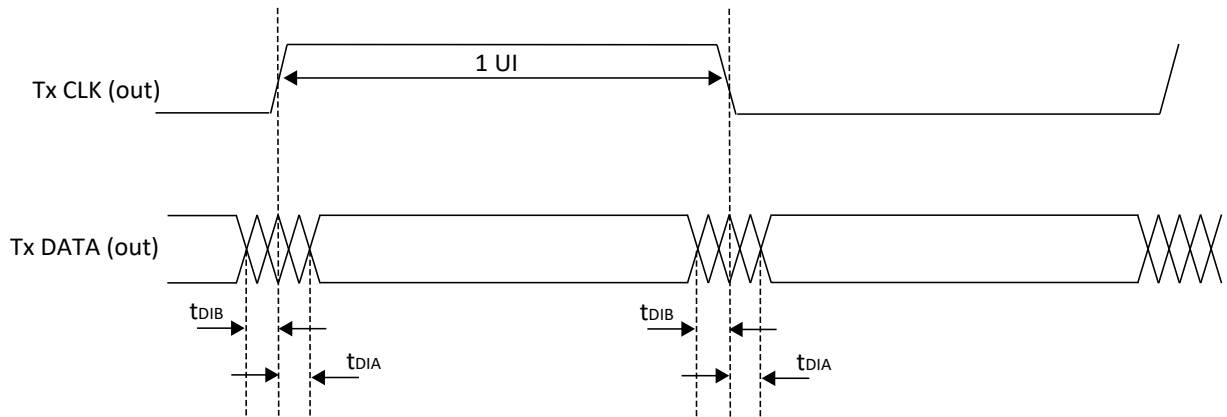 1 UI
Tx CLK (out)
Tx DATA (out)
tDIB
tDIB
tDIA
tDIA